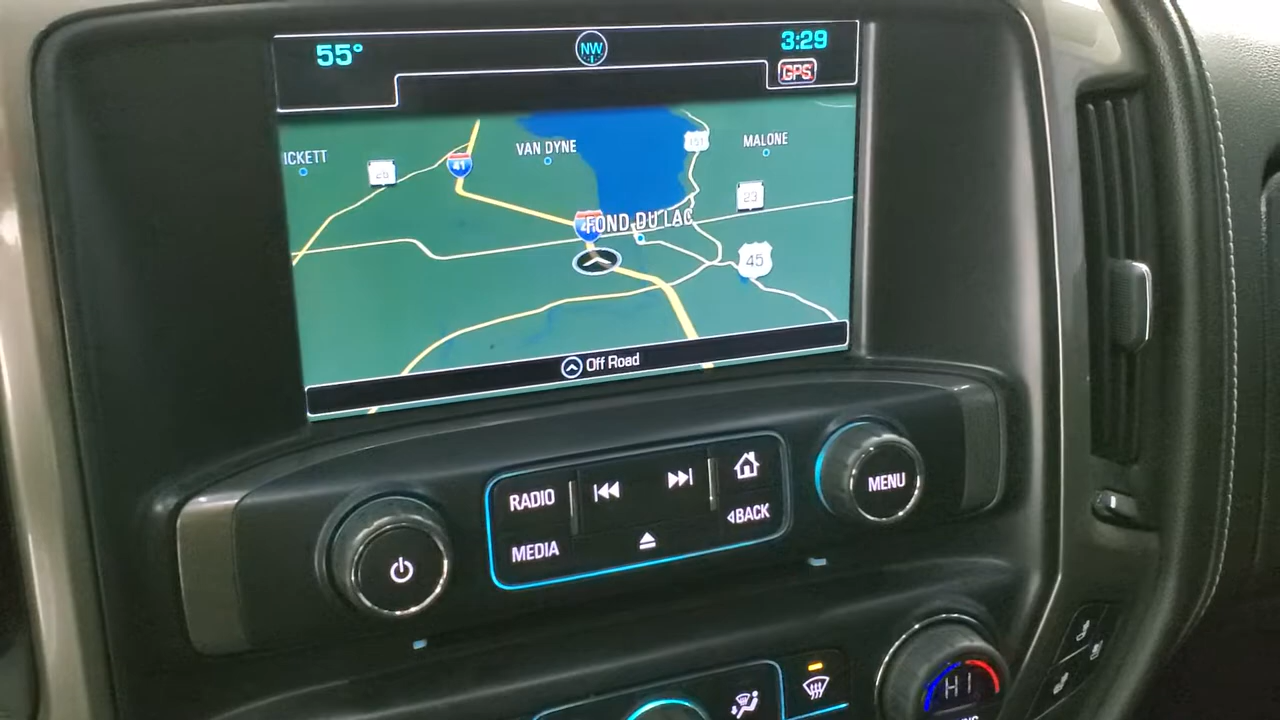 55°
NW
3:29
GPS
ICKETT
26
41
VAN DYNE
151
MALONE
23
41
FOND DU LAC
45
Off Road
RADIO
MEDIA
BACK
MENU
HI